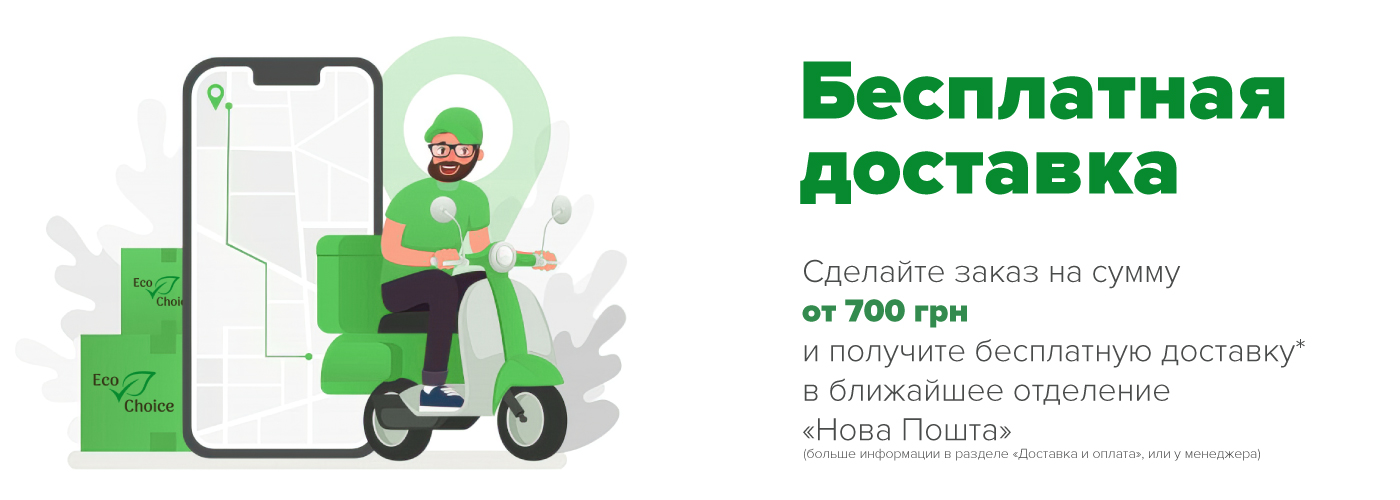 Бесплатная
доставка
Сделайте заказ на сумму
от 700 грн
и получите бесплатную доставку*
в ближайшее отделение
«Нова Пошта»
(больше информации в разделе «Доставка и оплата», или у менеджера)
Eco
Choice
Eco
Choice